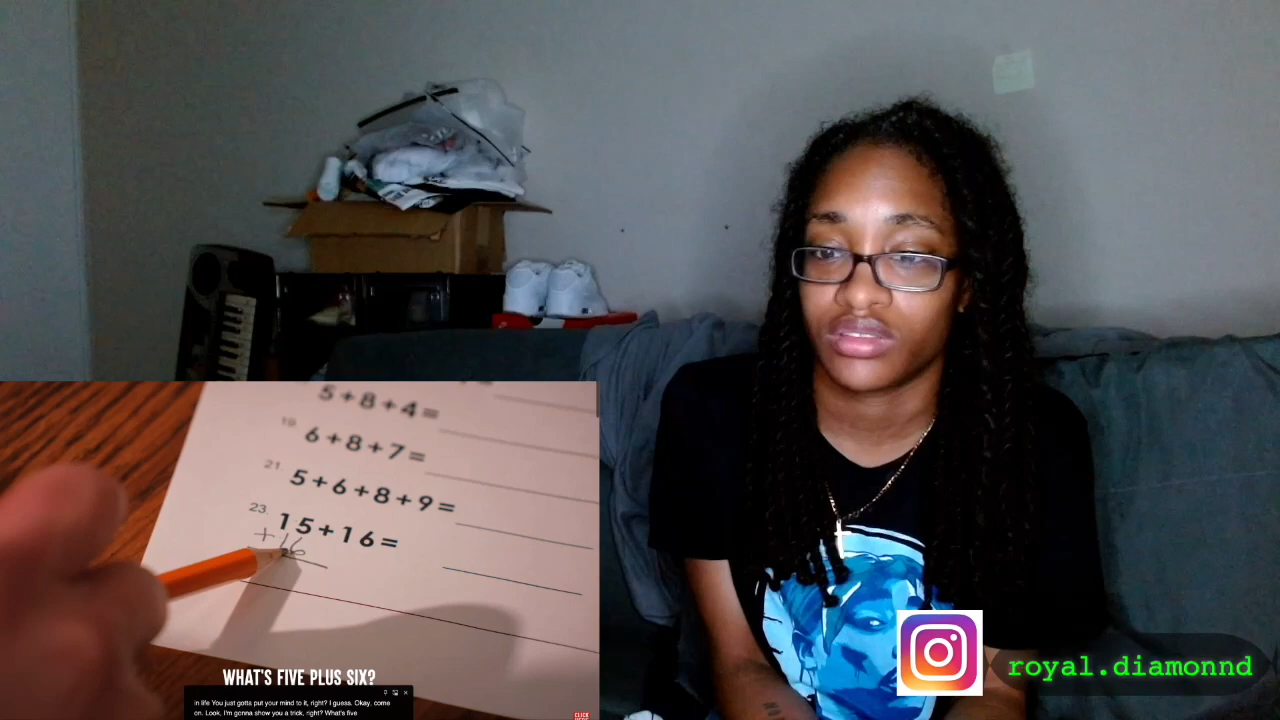 5+8+4=
19. 6+8+7=
21. 5+6+8+9=
23. 15+16=
+16
WHAT'S FIVE PLUS SIX?
in life You just gotta put your mind to it, right? I guess. Okay, come
on. Look, I'm gonna show you a trick, right? What's five
royal.diamonnd